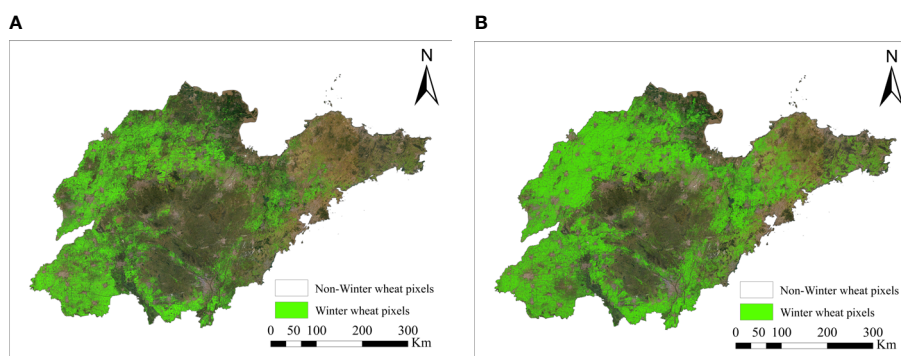 A
N
Non-Winter wheat pixels
Winter wheat pixels
0 50 100 200 300
Km
B
N
Non-Winter wheat pixels
Winter wheat pixels
0 50 100 200 300
Km